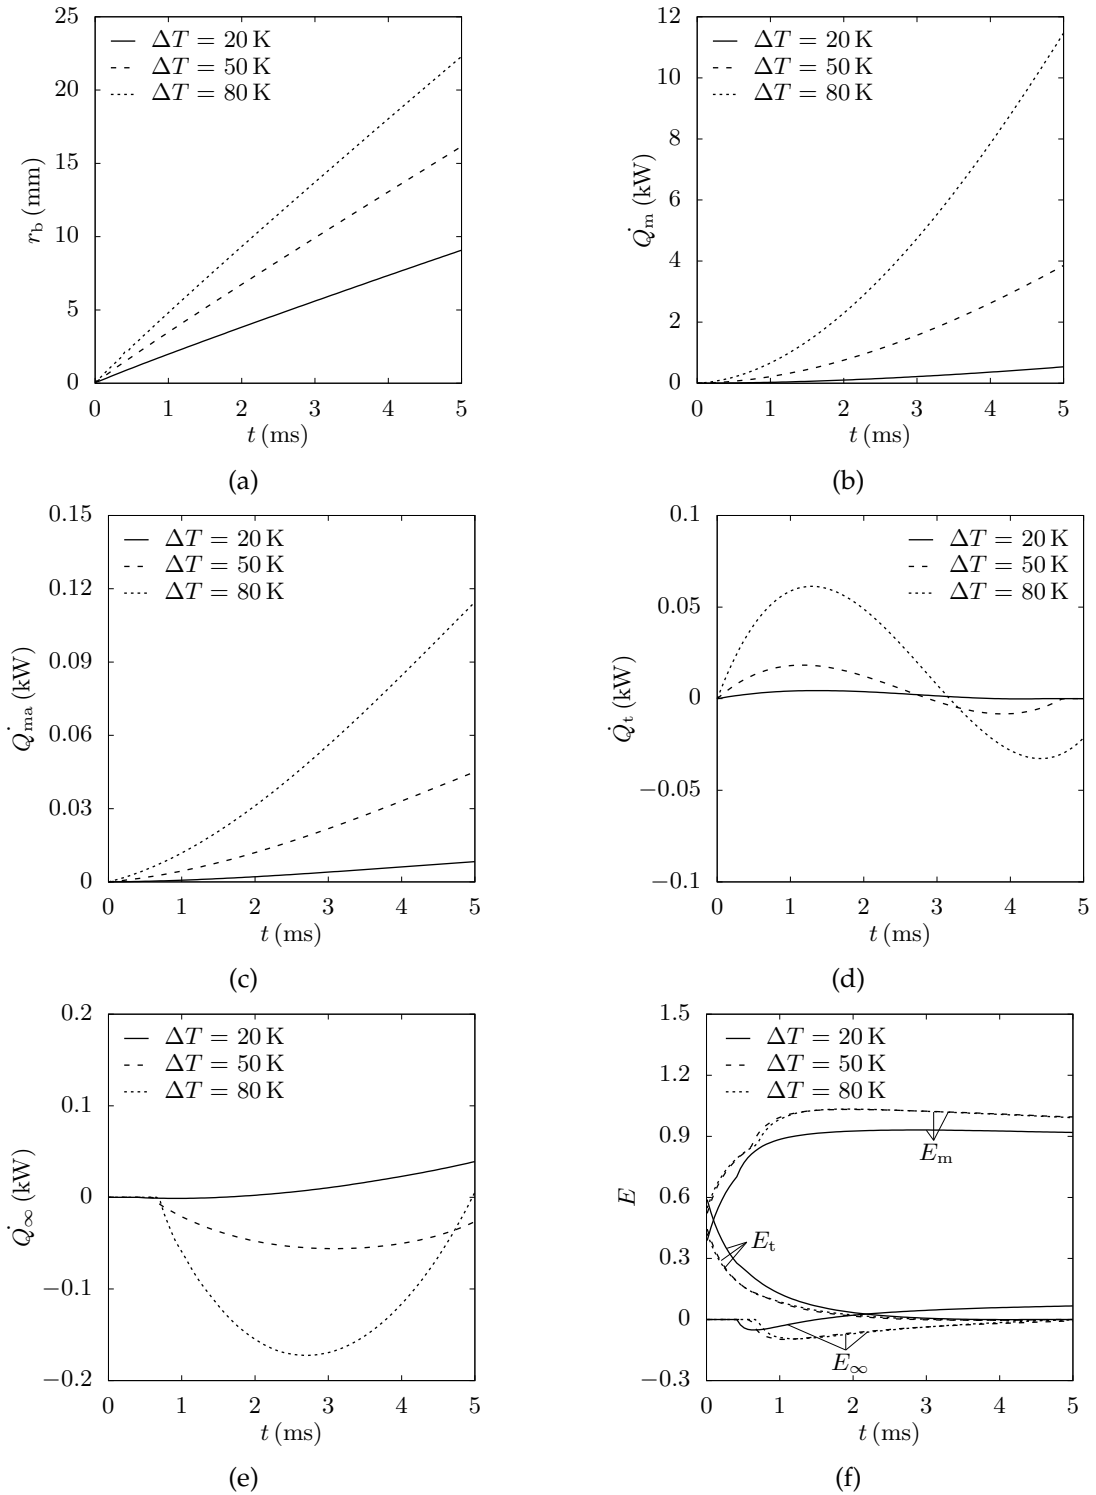 25
20
15
10
5
0
0 1 2 3 4 5
r_b (mm)
t (ms)
ΔT = 20 K
ΔT = 50 K
ΔT = 80 K
(a)
12
10
8
6
4
2
0
0 1 2 3 4 5
Q̇_m (kW)
t (ms)
ΔT = 20 K
ΔT = 50 K
ΔT = 80 K
(b)
0.15
0.12
0.09
0.06
0.03
0
0 1 2 3 4 5
Q̇_ma (kW)
t (ms)
ΔT = 20 K
ΔT = 50 K
ΔT = 80 K
(c)
0.1
0.05
0
−0.05
−0.1
0 1 2 3 4 5
Q̇_t (kW)
t (ms)
ΔT = 20 K
ΔT = 50 K
ΔT = 80 K
(d)
0.2
0.1
0
−0.1
−0.2
0 1 2 3 4 5
Q̇_∞ (kW)
t (ms)
ΔT = 20 K
ΔT = 50 K
ΔT = 80 K
(e)
1.5
1.2
0.9
0.6
0.3
0
−0.3
0 1 2 3 4 5
E
t (ms)
ΔT = 20 K
ΔT = 50 K
ΔT = 80 K
E_m
E_t
E_∞
(f)